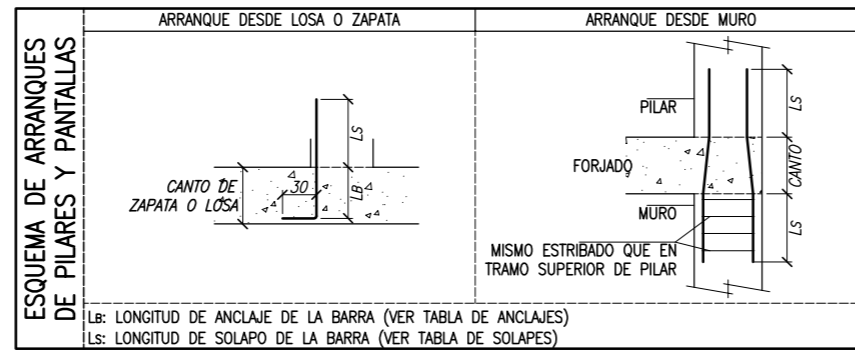 ESQUEMA DE ARRANQUES
DE PILARES Y PANTALLAS
ARRANQUE DESDE LOSA O ZAPATA
LS
CANTO DE
ZAPATA O LOSA
30
LB
ARRANQUE DESDE MURO
PILAR
LS
FORJADO
CANTO
MURO
LS
MISMO ESTRIBADO QUE EN
TRAMO SUPERIOR DE PILAR
LB: LONGITUD DE ANCLAJE DE LA BARRA (VER TABLA DE ANCLAJES)
LS: LONGITUD DE SOLAPO DE LA BARRA (VER TABLA DE SOLAPES)